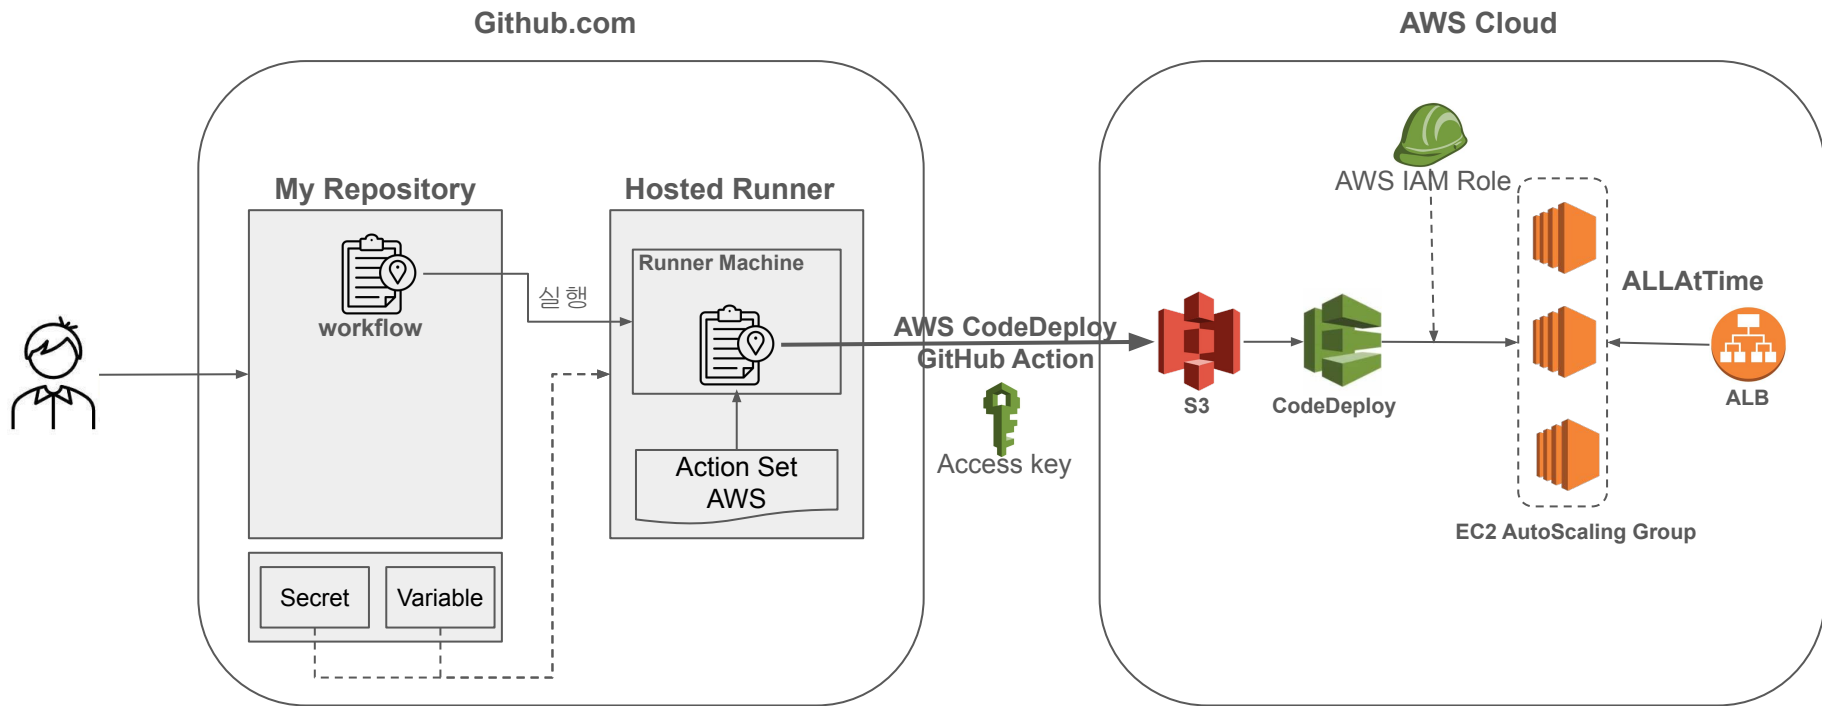 Github.com
AWS Cloud
My Repository
Hosted Runner
AWS IAM Role
Runner Machine
workflow
실행
AWS CodeDeploy
GitHub Action
Access key
S3
CodeDeploy
ALLAtTime
ALB
Action Set
AWS
EC2 AutoScaling Group
Secret
Variable